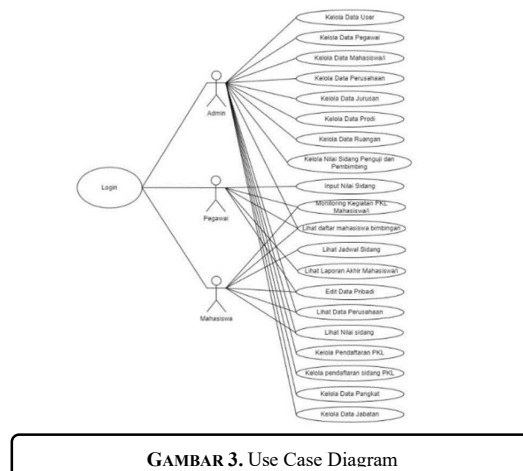 Kelola Data User
Kelola Data Pegawai
Kelola Data Mahasiswa/i
Kelola Data Perusahaan
Kelola Data Jurusan
Kelola Data Prodi
Kelola Data Ruangan
Kelola Nilai Sidang Penguji dan
Pembimbing
Input Nilai Sidang
Monitoring Kegiatan PKL
Mahasiswa/i
Lihat daftar mahasiswa bimbingan
Lihat Jadwal Sidang
Lihat Laporan Akhir Mahasiswa/i
Edit Data Pribadi
Lihat Data Perusahaan
Lihat Nilai sidang
Kelola Pendaftaran PKL
Kelola pendaftaran sidang PKL
Kelola Data Pangkat
Kelola Data Jabatan
Admin
Login
Pegawai
Mahasiswa
GAMBAR 3. Use Case Diagram